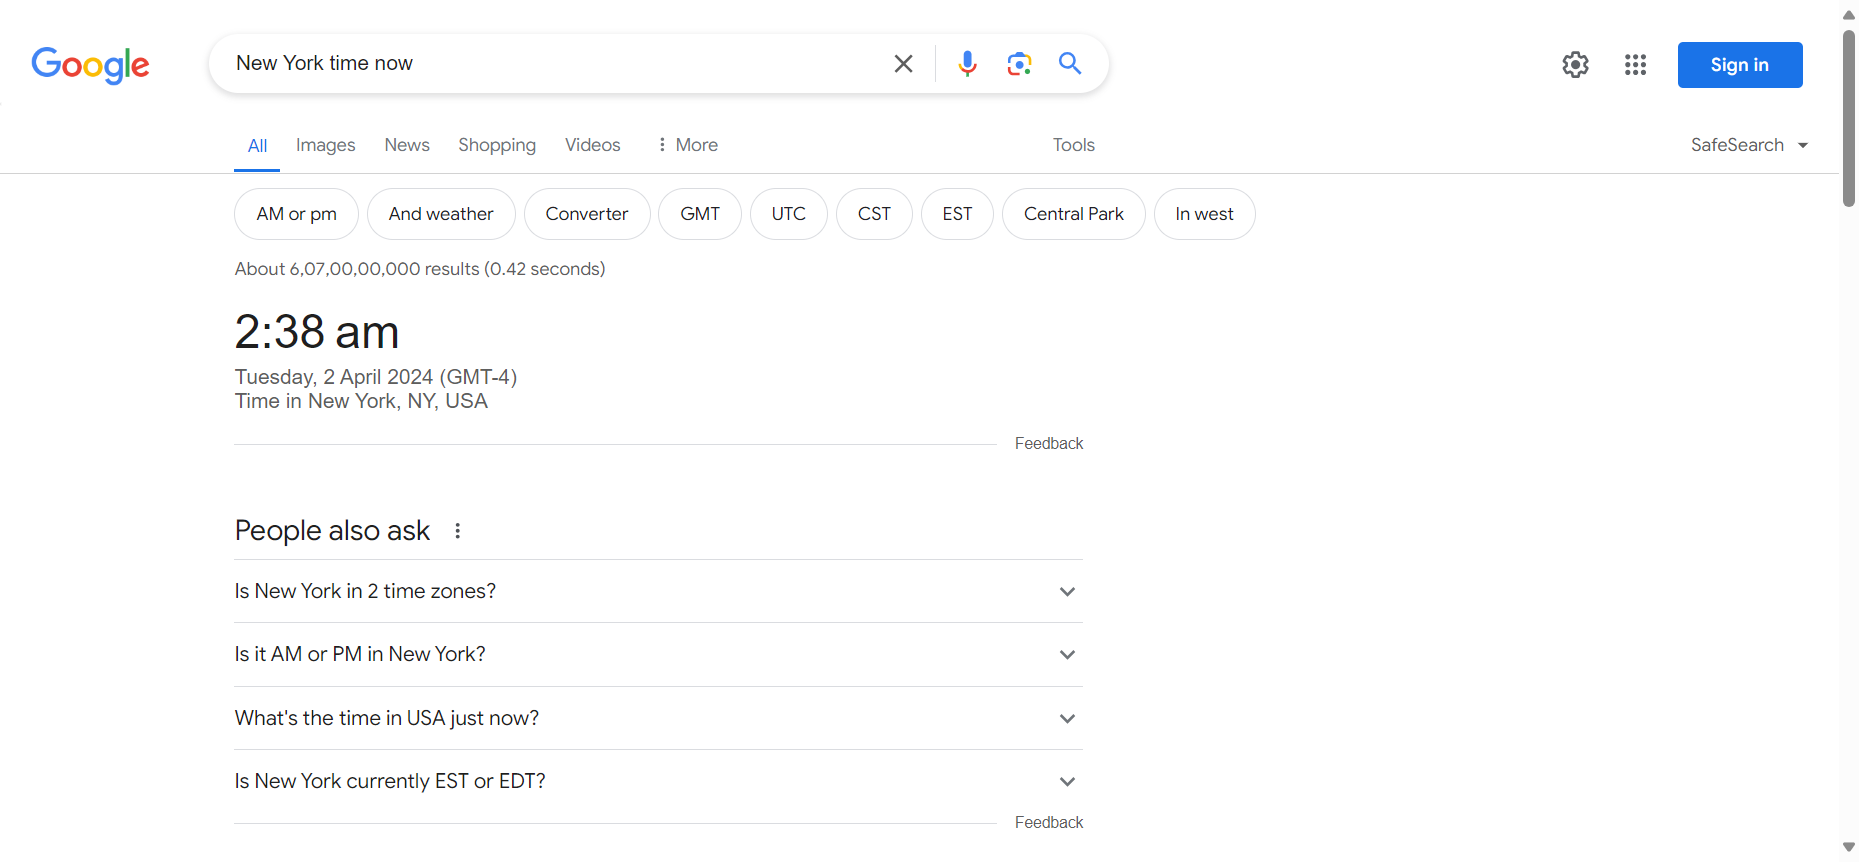 Google
New York time now
Sign in
All Images News Shopping Videos More Tools SafeSearch
AM or pm And weather Converter GMT UTC CST EST Central Park In west
About 6,07,00,00,000 results (0.42 seconds)
2:38 am
Tuesday, 2 April 2024 (GMT-4)
Time in New York, NY, USA
Feedback
People also ask
Is New York in 2 time zones?
Is it AM or PM in New York?
What's the time in USA just now?
Is New York currently EST or EDT?
Feedback